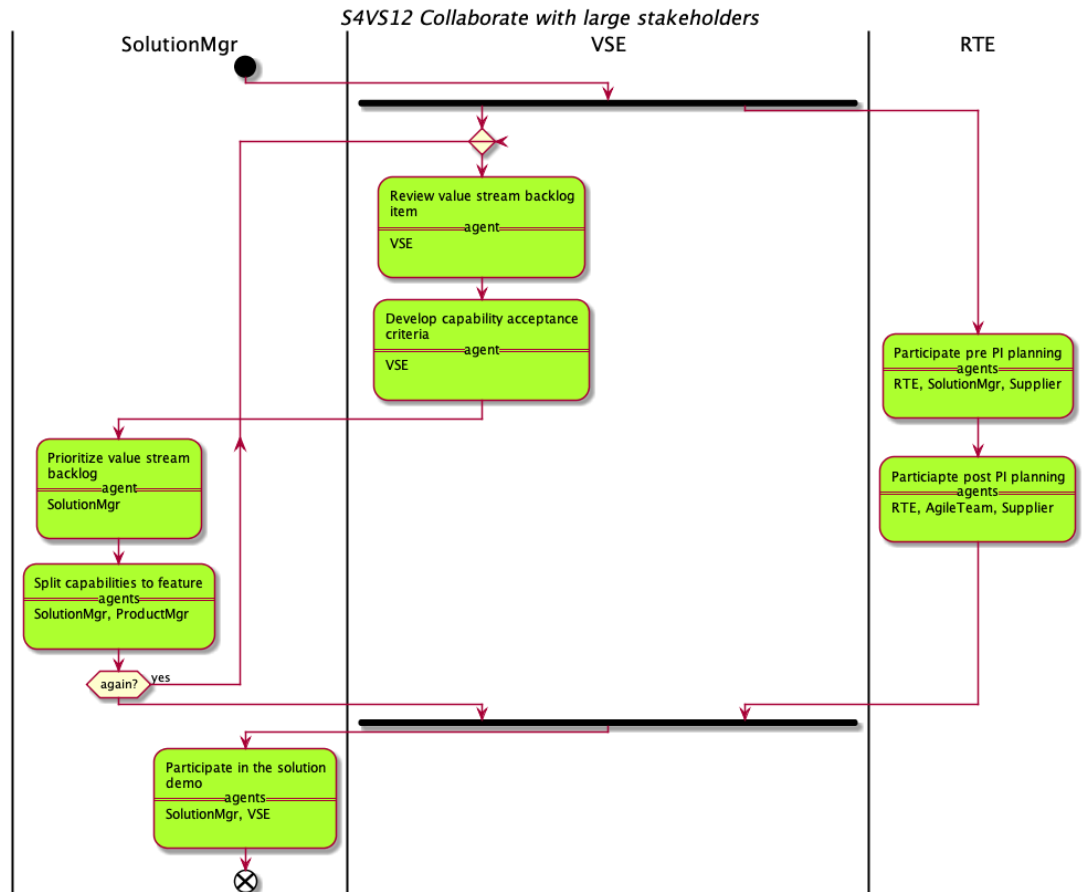 S4VS12 Collaborate with large stakeholders
SolutionMgr
VSE
RTE
Review value stream backlog
item
agent
VSE
Develop capability acceptance
criteria
agent
VSE
Participate pre PI planning
agents
RTE, SolutionMgr, Supplier
Particiapte post PI planning
agents
RTE, AgileTeam, Supplier
Prioritize value stream
backlog
agent
SolutionMgr
Split capabilities to feature
agents
SolutionMgr, ProductMgr
again?
yes
Participate in the solution
demo
agents
SolutionMgr, VSE